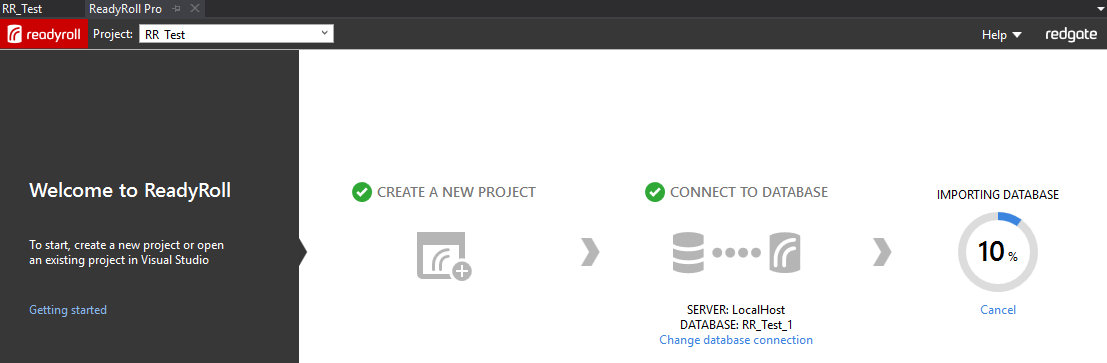 RR_Test
ReadyRoll Pro
readyroll
Project:
RR_Test
Help
redgate
Welcome to ReadyRoll
To start, create a new project or open
an existing project in Visual Studio
Getting started
CREATE A NEW PROJECT
CONNECT TO DATABASE
SERVER: LocalHost
DATABASE: RR_Test_1
Change database connection
IMPORTING DATABASE
10 %
Cancel